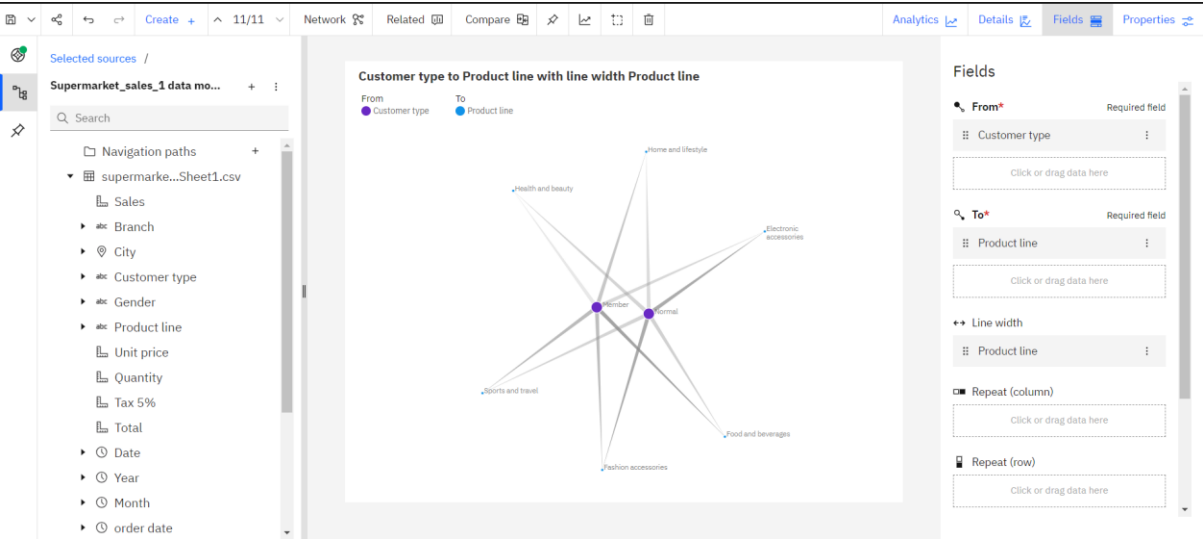 Create +
11/11
Network
Related
Compare
Analytics
Details
Fields
Properties
Selected sources /
Supermarket_sales_1 data mo...
Search
Navigation paths
supermarke...Sheet1.csv
Sales
abc Branch
City
abc Customer type
abc Gender
abc Product line
Unit price
Quantity
Tax 5%
Total
Date
Year
Month
order date
Customer type to Product line with line width Product line
From
To
Customer type
Product line
Home and lifestyle
Health and beauty
Electronic
accessories
Member
Normal
Sports and travel
Food and beverages
Fashion accessories
Fields
From* Required field
Customer type
Click or drag data here
To* Required field
Product line
Click or drag data here
Line width
Product line
Repeat (column)
Click or drag data here
Repeat (row)
Click or drag data here